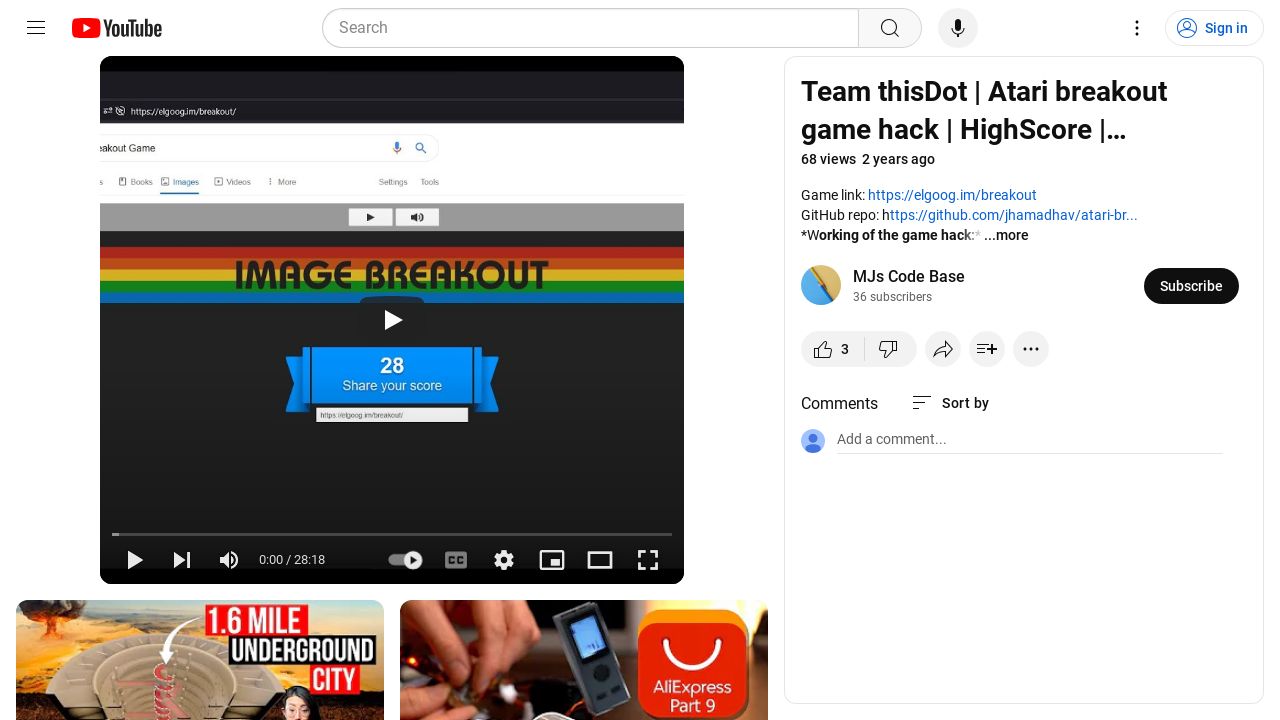 YouTube
Search
Sign in
https://elgoog.im/breakout/
eakout Game
s Books Images Videos More Settings Tools
IMAGE BREAKOUT
28
Share your score
https://elgoog.im/breakout/
0:00 / 28:18
CC
Team thisDot | Atari breakout
game hack | HighScore |...
68 views 2 years ago
Game link: https://elgoog.im/breakout
GitHub repo: https://github.com/jhamadhav/atari-br...
*Working of the game hack:* ...more
MJs Code Base
36 subscribers
Subscribe
3
Comments
Sort by
Add a comment...
1.6 MILE
UNDERGROUND
CITY
AliExpress
Part 9